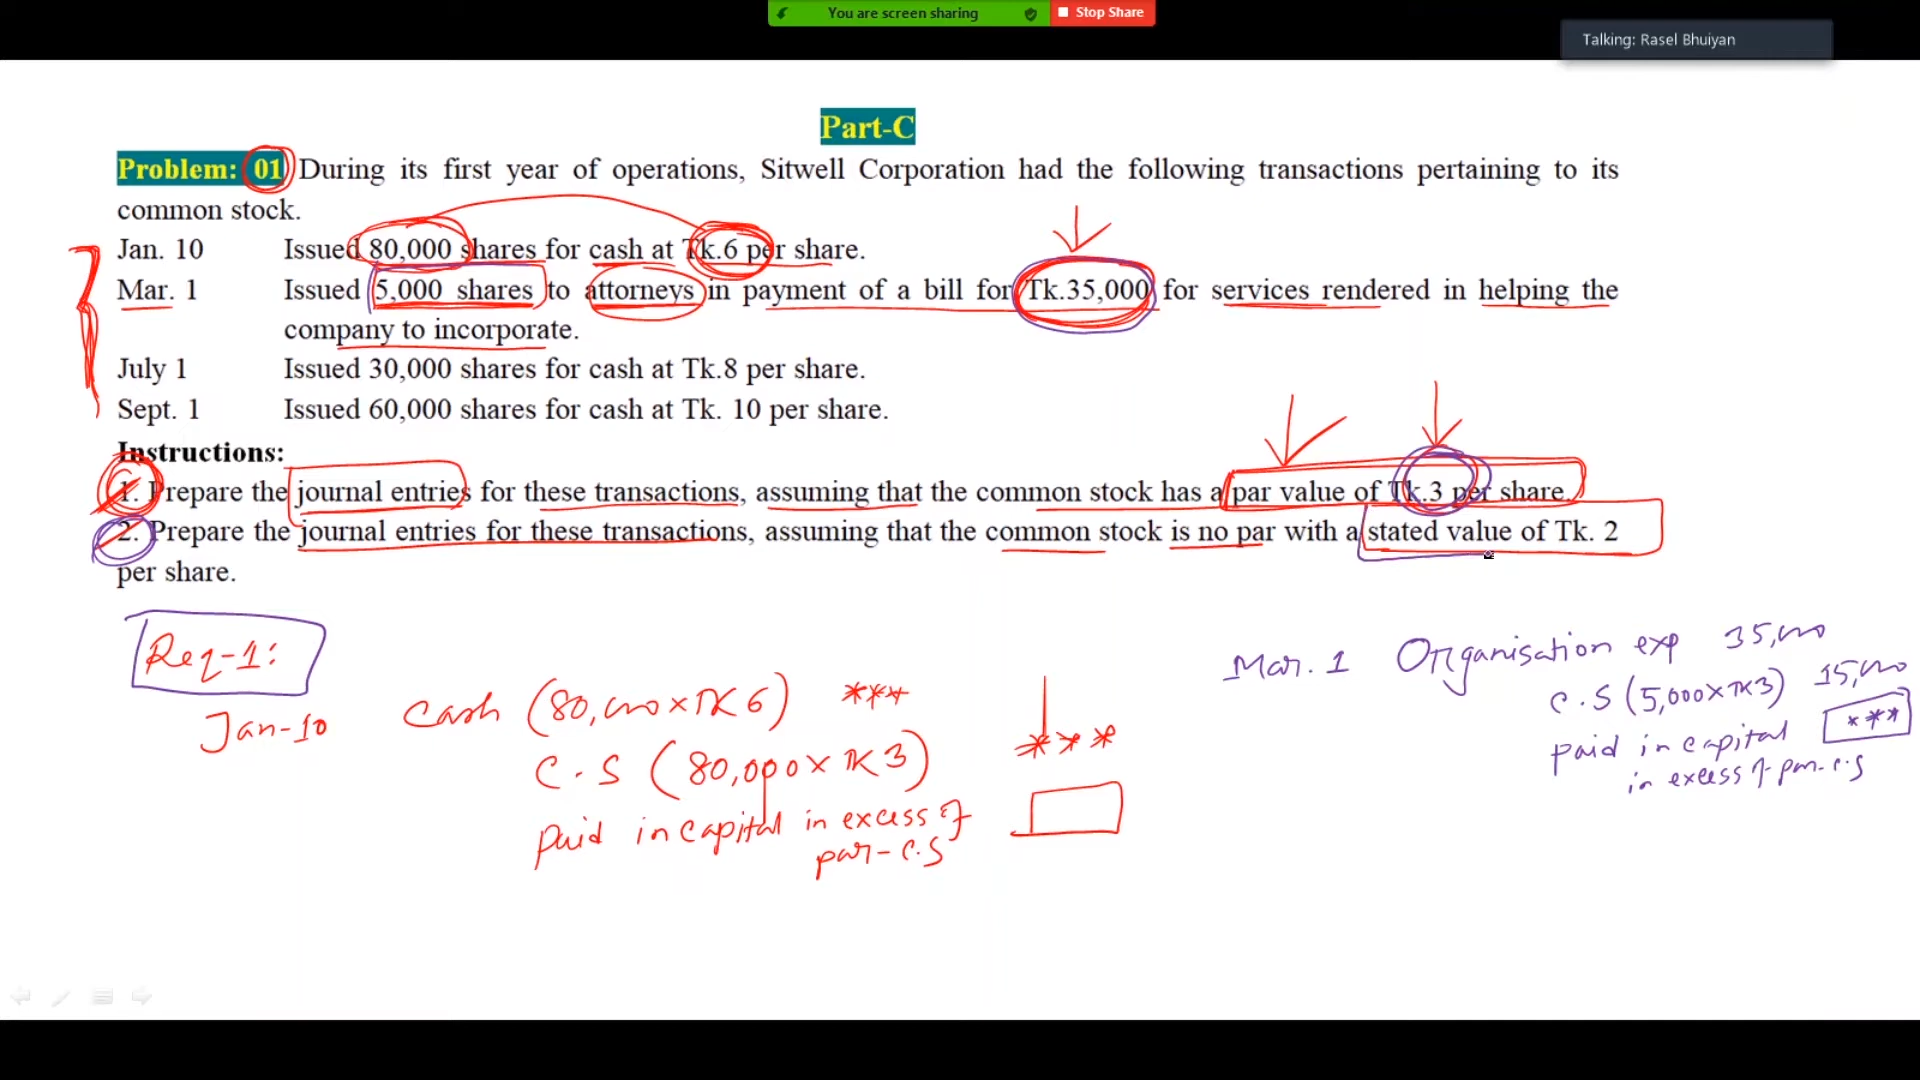 You are screen sharing
Stop Share
Talking: Rasel Bhuiyan
Part-C
Problem: 01 During its first year of operations, Sitwell Corporation had the following transactions pertaining to its
common stock.
Jan. 10 Issued 80,000 shares for cash at Tk.6 per share.
Mar. 1 Issued 5,000 shares to attorneys in payment of a bill for Tk.35,000 for services rendered in helping the
company to incorporate.
July 1 Issued 30,000 shares for cash at Tk.8 per share.
Sept. 1 Issued 60,000 shares for cash at Tk. 10 per share.
Instructions:
1. Prepare the journal entries for these transactions, assuming that the common stock has a par value of Tk.3 per share.
2. Prepare the journal entries for these transactions, assuming that the common stock is no par with a stated value of Tk. 2
per share.
Req-1:
Jan-10 Cash (80,000×TK 6) ***
C.S (80,000×TK 3) ***
paid in capital in excess of
par-C.S
Mar. 1 Organisation exp 35,000
C.S (5,000×TK3) 15,000
paid in capital ***
in excess of par-C.S